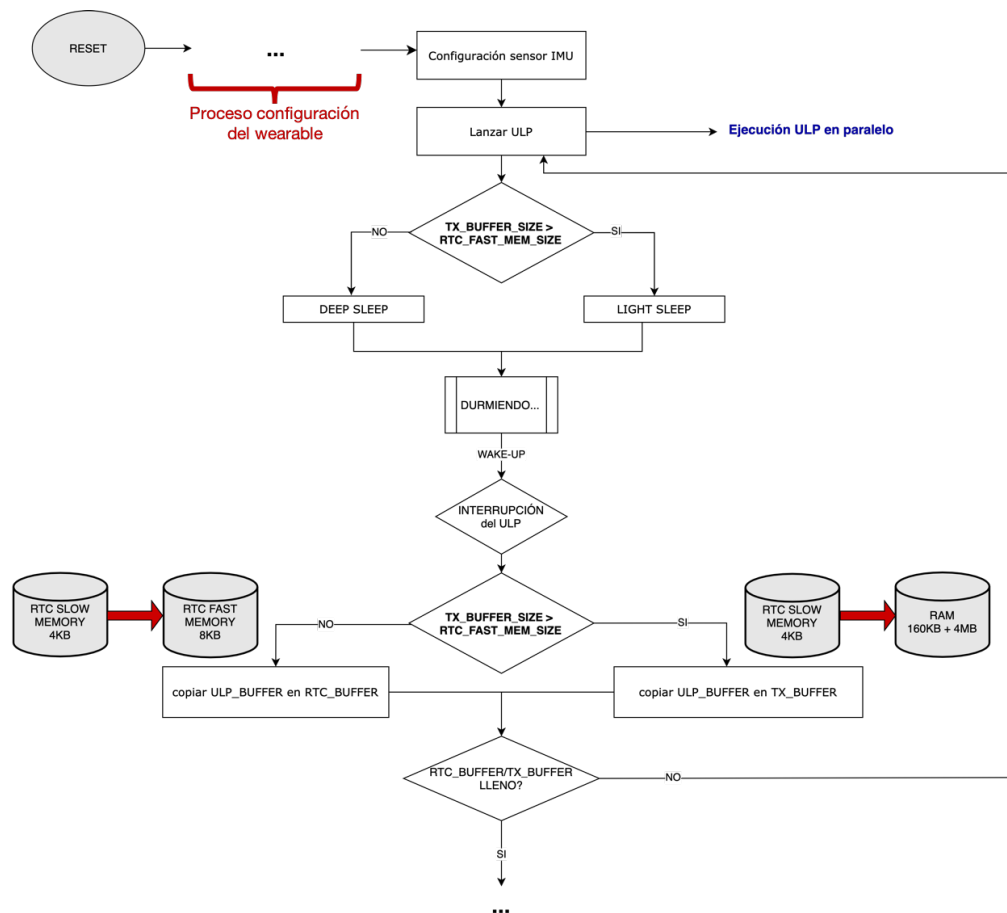 RESET
...
Configuración sensor IMU
Proceso configuración
del wearable
Lanzar ULP
Ejecución ULP en paralelo
TX_BUFFER_SIZE >
RTC_FAST_MEM_SIZE
NO
SI
DEEP SLEEP
LIGHT SLEEP
DURMIENDO...
WAKE-UP
INTERRUPCIÓN
del ULP
RTC SLOW
MEMORY
4KB
RTC FAST
MEMORY
8KB
TX_BUFFER_SIZE >
RTC_FAST_MEM_SIZE
RTC SLOW
MEMORY
4KB
RAM
160KB + 4MB
NO
SI
copiar ULP_BUFFER en RTC_BUFFER
copiar ULP_BUFFER en TX_BUFFER
RTC_BUFFER/TX_BUFFER
LLENO?
NO
SI
...